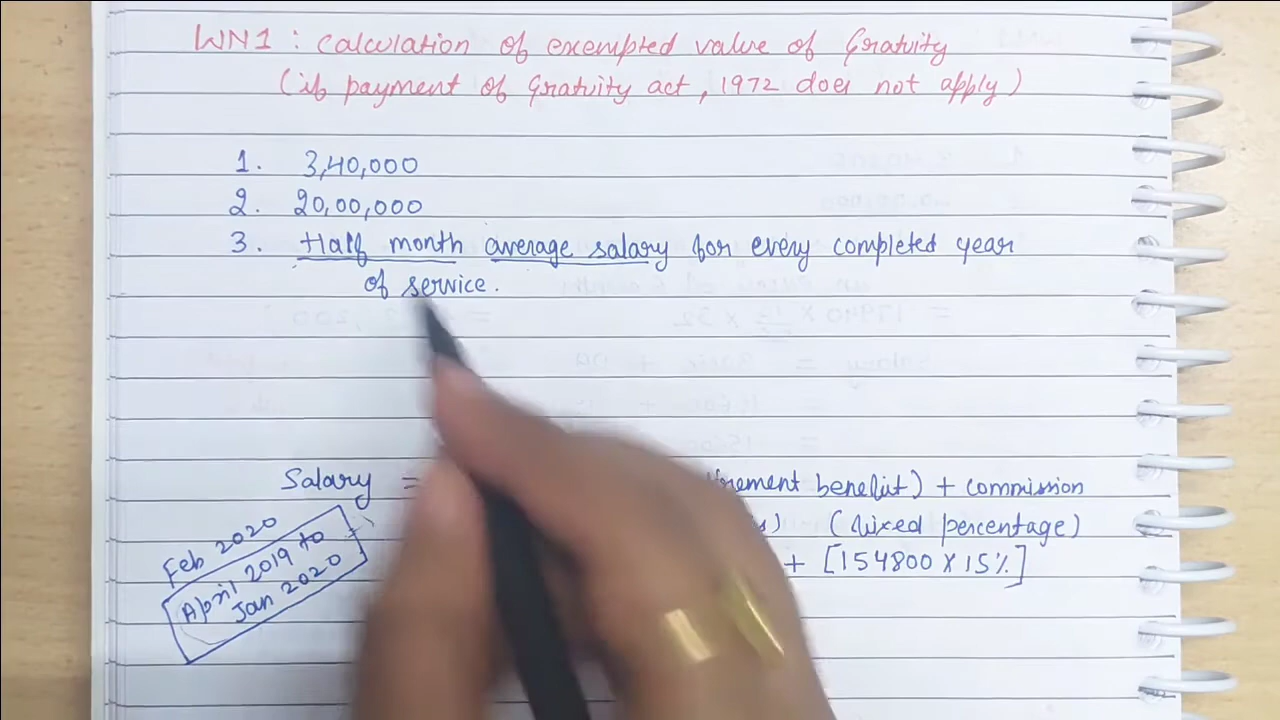 WN1 : Calculation of exempted value of Gratuity
(if payment of Gratuity act, 1972 does not apply)
1. 3,40,000
2. 20,00,000
3. Half month average salary for every completed year
of service.
Salary = benefit) + commission
(fixed percentage)
+ [154800 X 15%]
Feb 2020
April 2019 to
Jan 2020